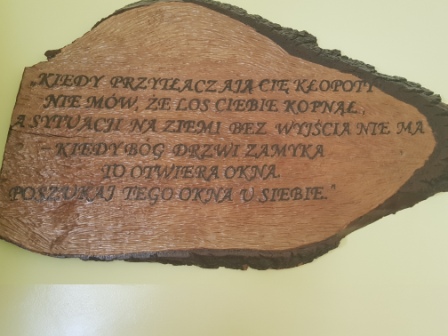 „KIEDY PRZYTŁACZAJĄ CIĘ KŁOPOTY
NIE MÓW, ŻE LOS CIEBIE KOPNĄŁ,
A SYTUACJI NA ZIEMI BEZ WYJŚCIA NIE MA
- KIEDY BÓG DRZWI ZAMYKA
TO OTWIERA OKNA.
POSZUKAJ TEGO OKNA U SIEBIE."